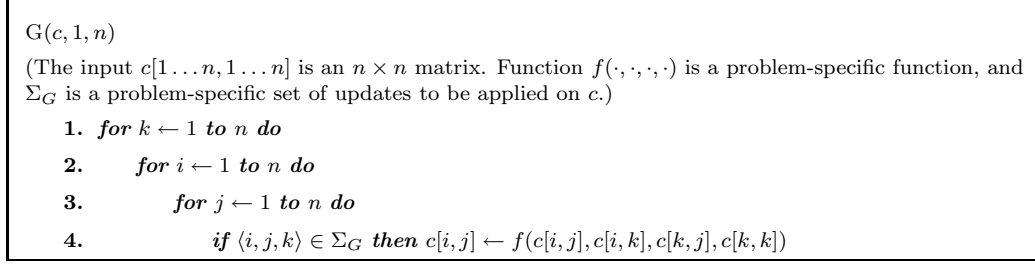 G(c, 1, n)
(The input c[1 . . . n, 1 . . . n] is an n × n matrix. Function f(·, ·, ·, ·) is a problem-specific function, and
Σ_G is a problem-specific set of updates to be applied on c.)
1. for k ← 1 to n do
2. for i ← 1 to n do
3. for j ← 1 to n do
4. if ⟨i, j, k⟩ ∈ Σ_G then c[i, j] ← f(c[i, j], c[i, k], c[k, j], c[k, k])